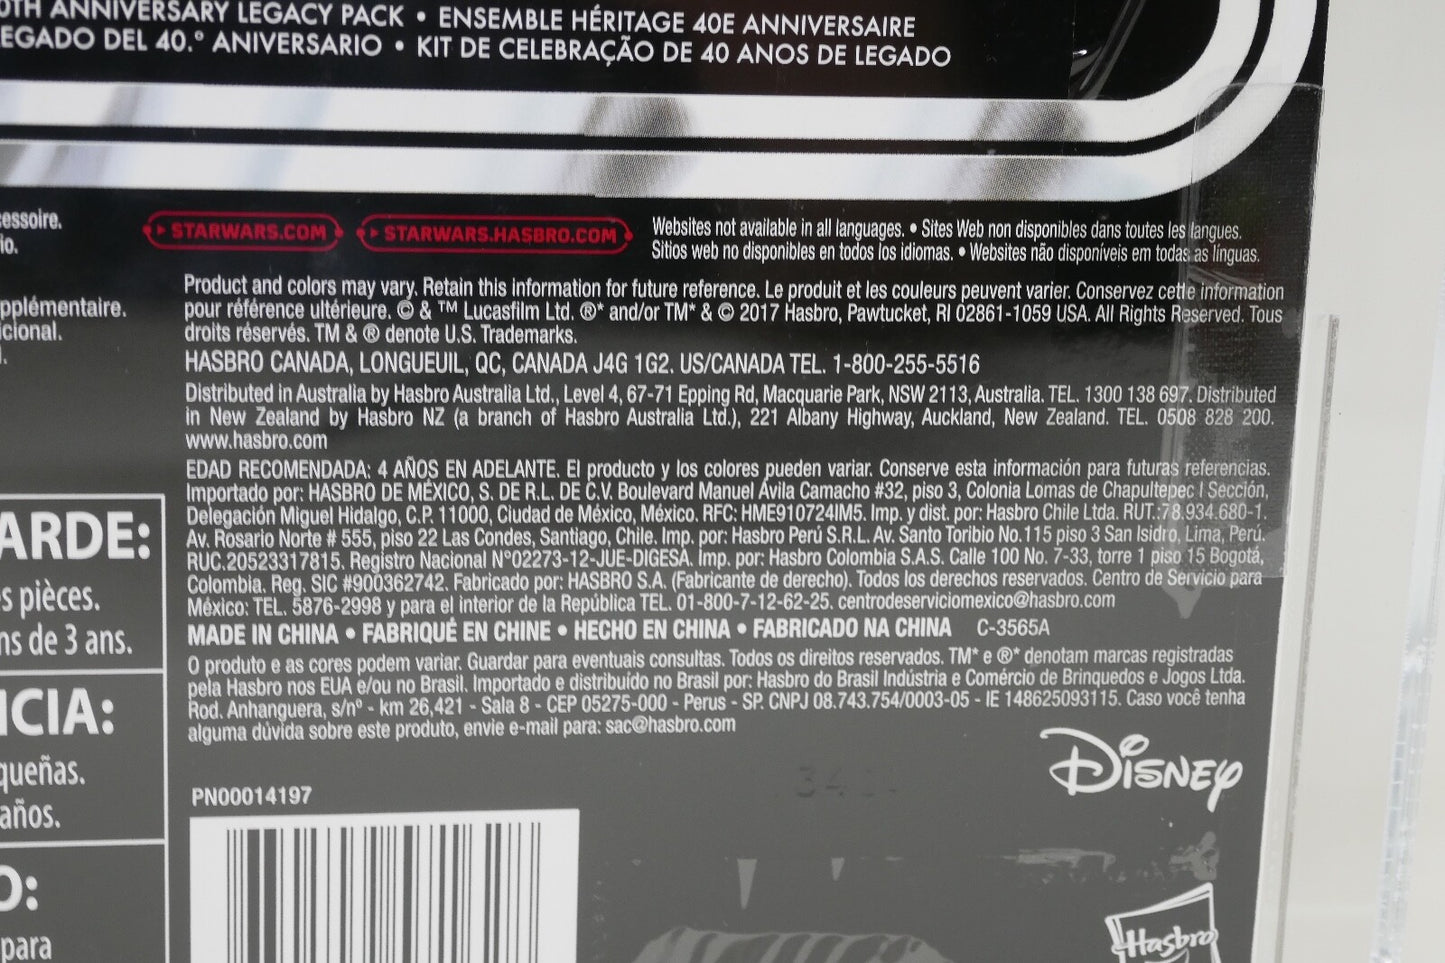 0TH ANNIVERSARY LEGACY PACK • ENSEMBLE HÉRITAGE 40E ANNIVERSAIRE
EGADO DEL 40.º ANIVERSARIO • KIT DE CELEBRAÇÃO DE 40 ANOS DE LEGADO
essoire.
io.
STARWARS.COM
STARWARS.HASBRO.COM
Websites not available in all languages. • Sites Web non disponibles dans toutes les langues.
Sitios web no disponibles en todos los idiomas. • Websites não disponíveis em todas as línguas.
pplémentaire.
icional.
Product and colors may vary. Retain this information for future reference. Le produit et les couleurs peuvent varier. Conservez cette information
pour référence ultérieure. © & ™ Lucasfilm Ltd. ®* and/or TM* & © 2017 Hasbro, Pawtucket, RI 02861-1059 USA. All Rights Reserved. Tous
droits réservés. TM & ® denote U.S. Trademarks.
HASBRO CANADA, LONGUEUIL, QC, CANADA J4G 1G2. US/CANADA TEL. 1-800-255-5516
Distributed in Australia by Hasbro Australia Ltd., Level 4, 67-71 Epping Rd, Macquarie Park, NSW 2113, Australia. TEL. 1300 138 697. Distributed
in New Zealand by Hasbro NZ (a branch of Hasbro Australia Ltd.), 221 Albany Highway, Auckland, New Zealand. TEL. 0508 828 200.
www.hasbro.com
EDAD RECOMENDADA: 4 AÑOS EN ADELANTE. El producto y los colores pueden variar. Conserve esta información para futuras referencias.
Importado por: HASBRO DE MÉXICO, S. DE R.L. DE C.V. Boulevard Manuel Ávila Camacho #32, piso 3, Colonia Lomas de Chapultepec I Sección,
Delegación Miguel Hidalgo, C.P. 11000, Ciudad de México, México. RFC: HME910724IM5. Imp. y dist. por: Hasbro Chile Ltda. RUT.:78.934.680-1.
Av. Rosario Norte # 555, piso 22 Las Condes, Santiago, Chile. Imp. por: Hasbro Perú S.R.L. Av. Santo Toribio No.115 piso 3 San Isidro, Lima, Perú.
RUC.20523317815. Registro Nacional N°02273-12-JUE-DIGESA. Imp. por: Hasbro Colombia S.A.S. Calle 100 No. 7-33, torre 1 piso 15 Bogotá,
Colombia. Reg. SIC #900362742. Fabricado por: HASBRO S.A. (Fabricante de derecho). Todos los derechos reservados. Centro de Servicio para
México: TEL. 5876-2998 y para el interior de la República TEL. 01-800-7-12-62-25. centrodeserviciomexico@hasbro.com
MADE IN CHINA • FABRIQUÉ EN CHINE • HECHO EN CHINA • FABRICADO NA CHINA C-3565A
O produto e as cores podem variar. Guardar para eventuais consultas. Todos os direitos reservados. TM* e ®* denotam marcas registradas
pela Hasbro nos EUA e/ou no Brasil. Importado e distribuído no Brasil por: Hasbro do Brasil Indústria e Comércio de Brinquedos e Jogos Ltda.
Rod. Anhanguera, s/nº - km 26,421 - Sala 8 - CEP 05275-000 - Perus - SP. CNPJ 08.743.754/0003-05 - IE 148625093115. Caso você tenha
alguma dúvida sobre este produto, envie e-mail para: sac@hasbro.com
ARDE:
s pièces.
ns de 3 ans.
CIA:
queñas.
años.
O:
para
PN00014197
Disney
Hasbro